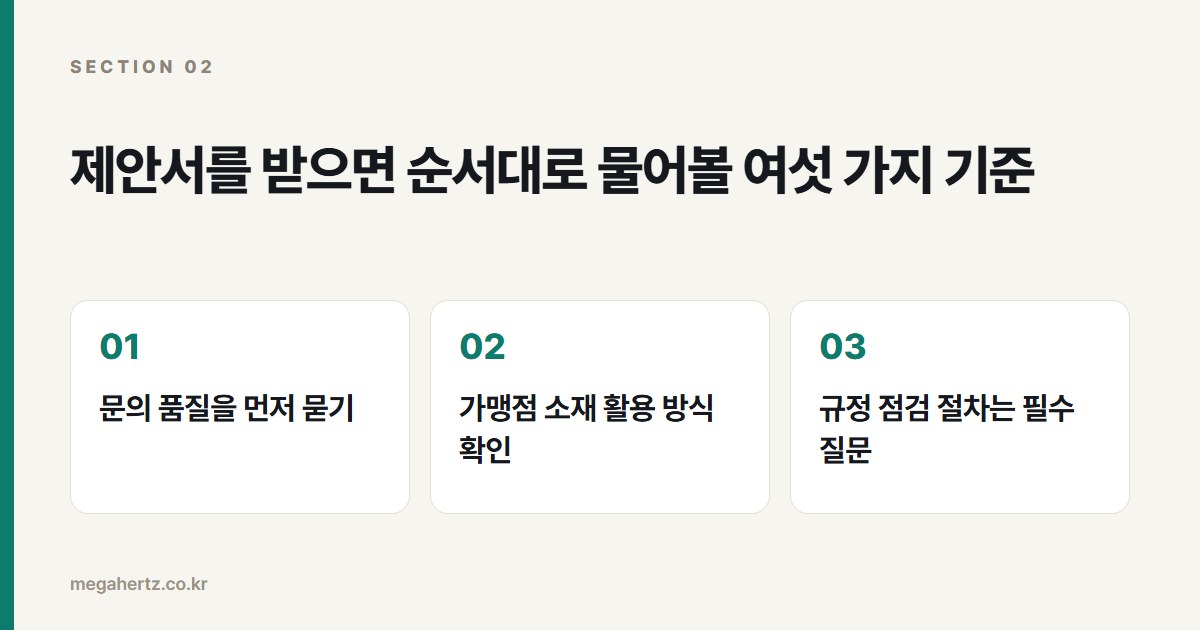 SECTION 02
제안서를 받으면 순서대로 물어볼 여섯 가지 기준
01
문의 품질을 먼저 묻기
02
가맹점 소재 활용 방식
확인
03
규정 점검 절차는 필수
질문
megahertz.co.kr